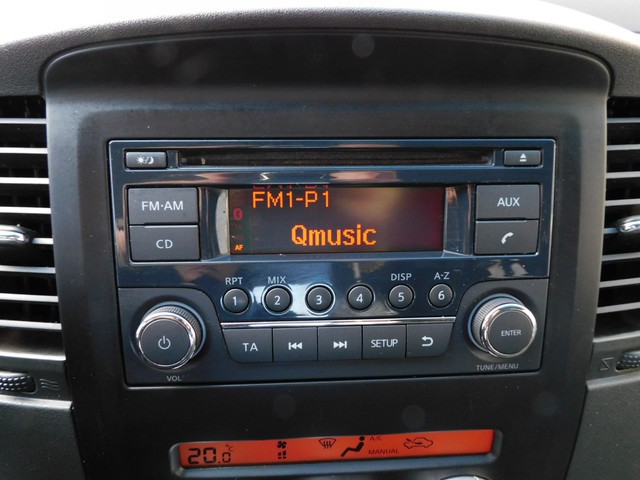 FM1-P1
FM·AM
AUX
AF
Qmusic
CD
RPT MIX DISP A-Z
1 2 3 4 5 6
TA SETUP ENTER
VOL TUNE/MENU
20.0°C A/C
MANUAL